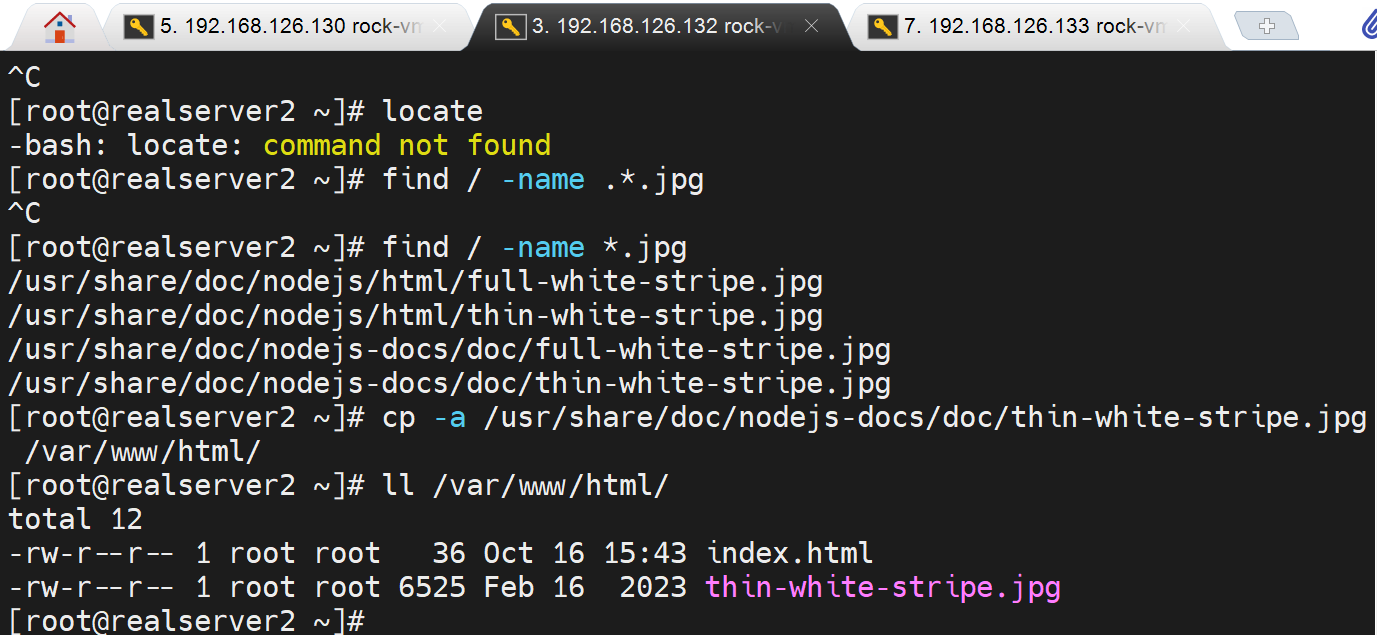 5. 192.168.126.130 rock-vm
3. 192.168.126.132 rock-v
7. 192.168.126.133 rock-vm
^C
[root@realserver2 ~]# locate
-bash: locate: command not found
[root@realserver2 ~]# find / -name .*.jpg
^C
[root@realserver2 ~]# find / -name *.jpg
/usr/share/doc/nodejs/html/full-white-stripe.jpg
/usr/share/doc/nodejs/html/thin-white-stripe.jpg
/usr/share/doc/nodejs-docs/doc/full-white-stripe.jpg
/usr/share/doc/nodejs-docs/doc/thin-white-stripe.jpg
[root@realserver2 ~]# cp -a /usr/share/doc/nodejs-docs/doc/thin-white-stripe.jpg
 /var/www/html/
[root@realserver2 ~]# ll /var/www/html/
total 12
-rw-r--r-- 1 root root   36 Oct 16 15:43 index.html
-rw-r--r-- 1 root root 6525 Feb 16  2023 thin-white-stripe.jpg
[root@realserver2 ~]#